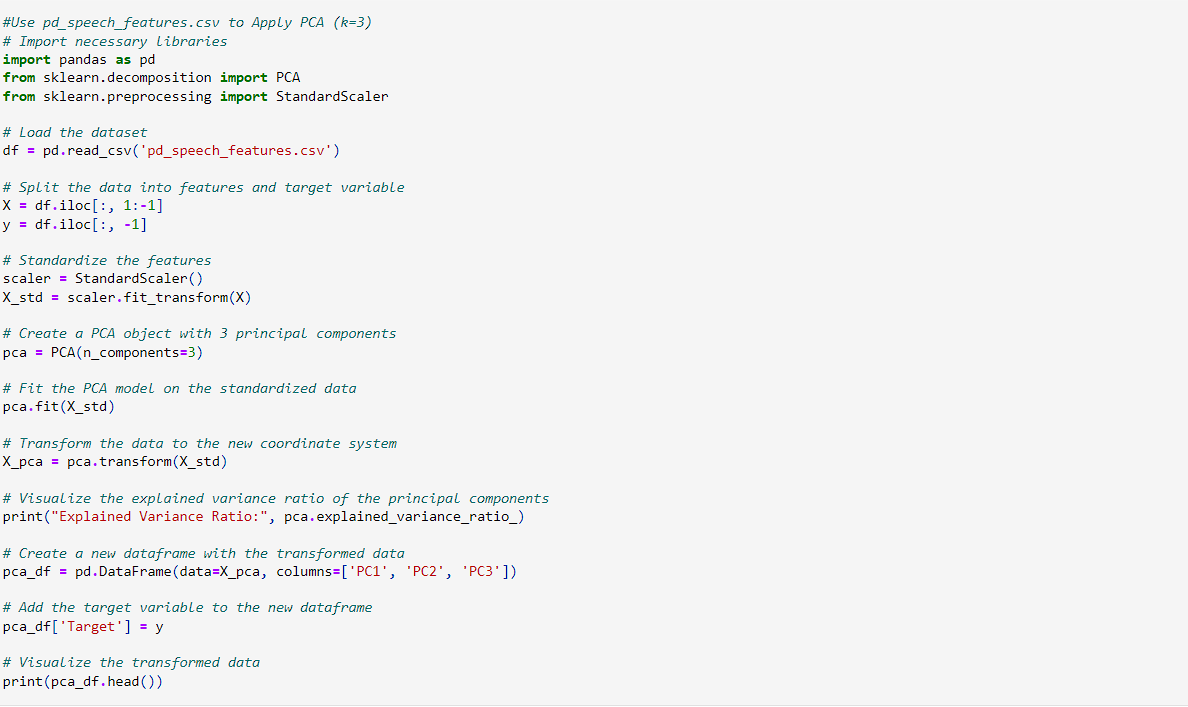 #Use pd_speech_features.csv to Apply PCA (k=3)
# Import necessary libraries
import pandas as pd
from sklearn.decomposition import PCA
from sklearn.preprocessing import StandardScaler
# Load the dataset
df = pd.read_csv('pd_speech_features.csv')
# Split the data into features and target variable
X = df.iloc[:, 1:-1]
y = df.iloc[:, -1]
# Standardize the features
scaler = StandardScaler()
X_std = scaler.fit_transform(X)
# Create a PCA object with 3 principal components
pca = PCA(n_components=3)
# Fit the PCA model on the standardized data
pca.fit(X_std)
# Transform the data to the new coordinate system
X_pca = pca.transform(X_std)
# Visualize the explained variance ratio of the principal components
print("Explained Variance Ratio:", pca.explained_variance_ratio_)
# Create a new dataframe with the transformed data
pca_df = pd.DataFrame(data=X_pca, columns=['PC1', 'PC2', 'PC3'])
# Add the target variable to the new dataframe
pca_df['Target'] = y
# Visualize the transformed data
print(pca_df.head())